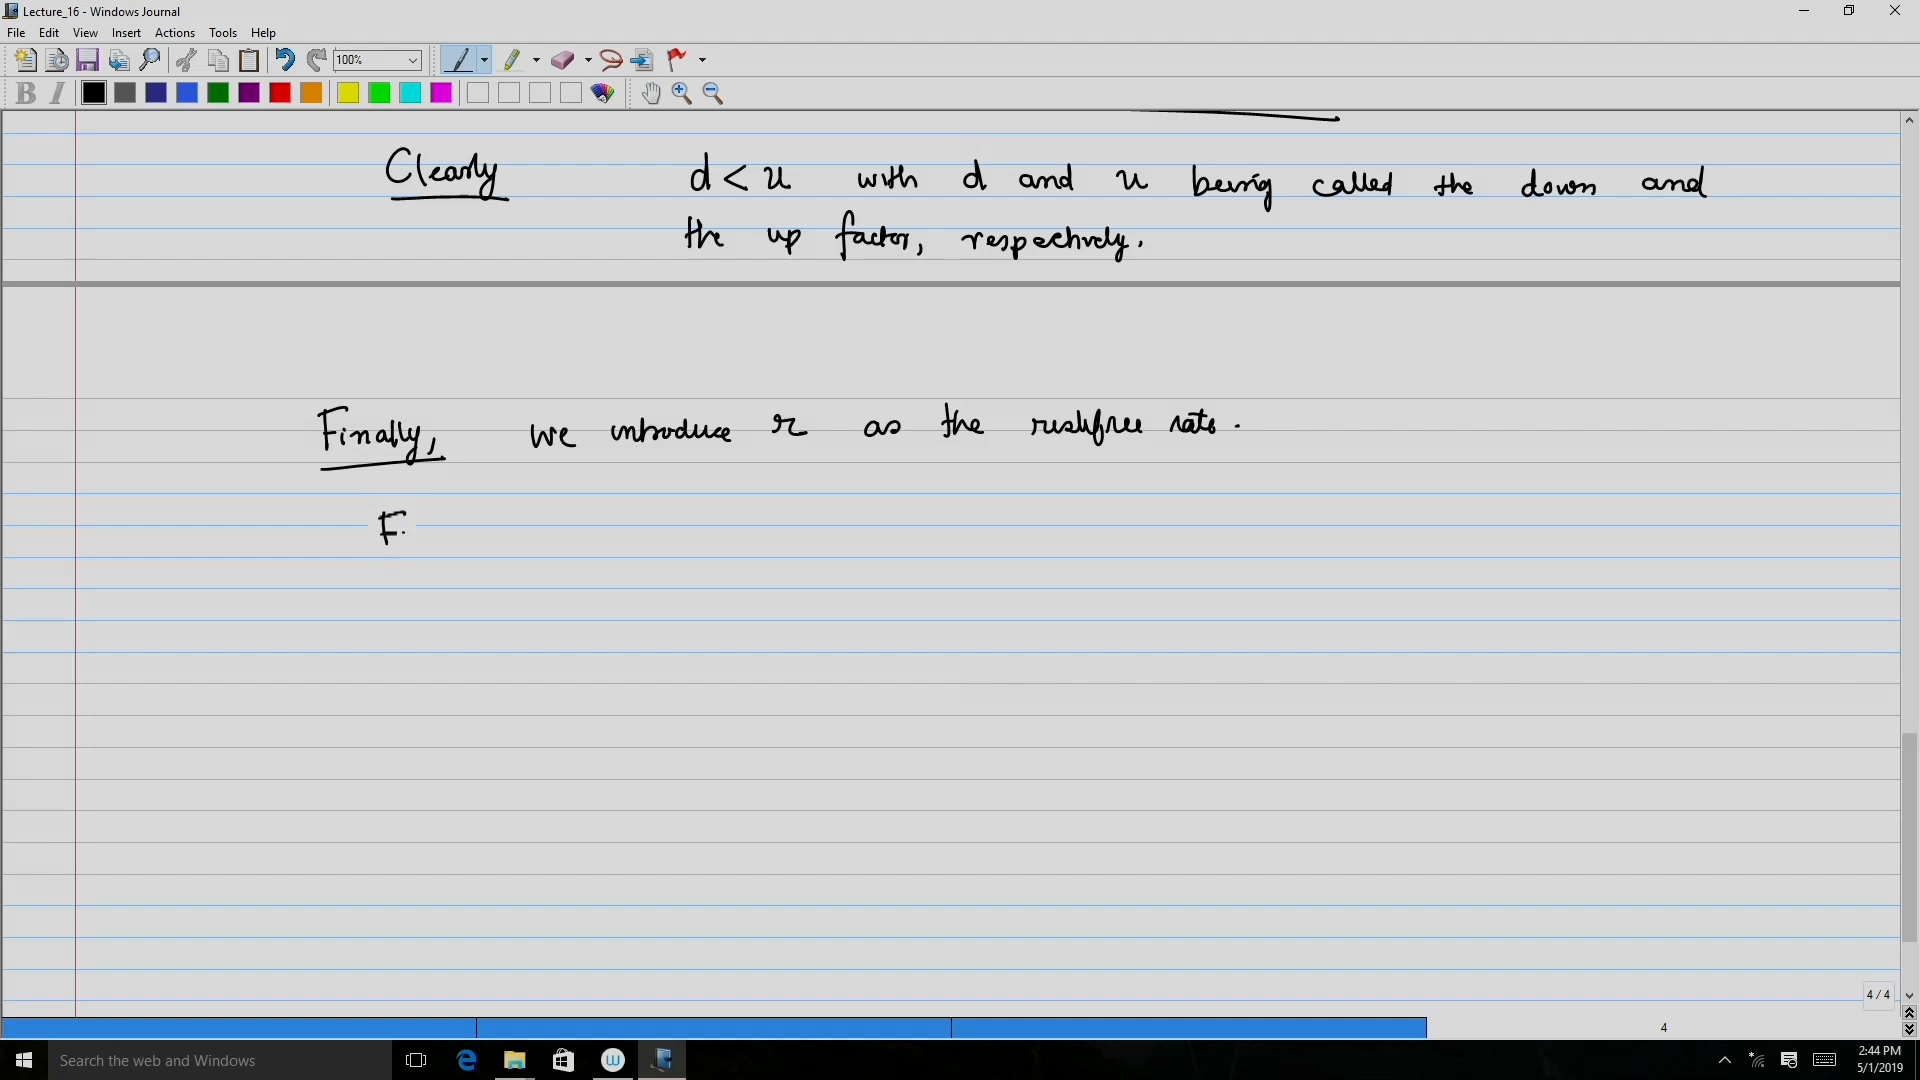 Lecture_16 - Windows Journal
File Edit View Insert Actions Tools Help
100%
B I
Clearly d < u with d and u being called the down and
the up factor, respectively.
Finally, we introduce r as the riskfree rate.
F
4 / 4
4
Search the web and Windows
2:44 PM
5/1/2019